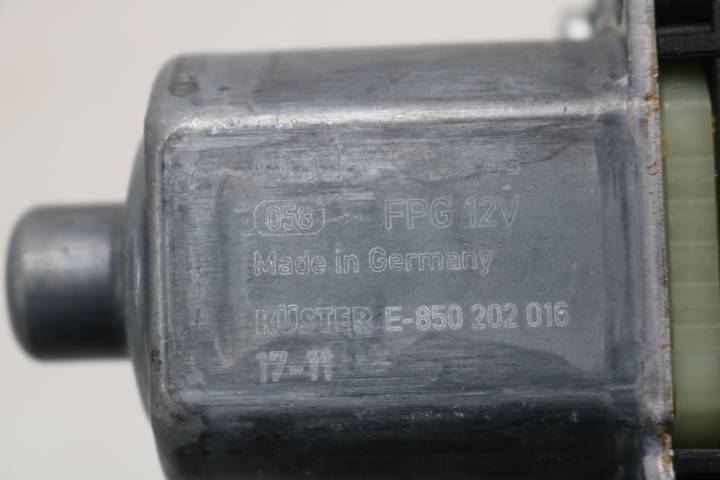 058 FPG 12V
Made in Germany
KÜSTER E-850 202 016
17-11